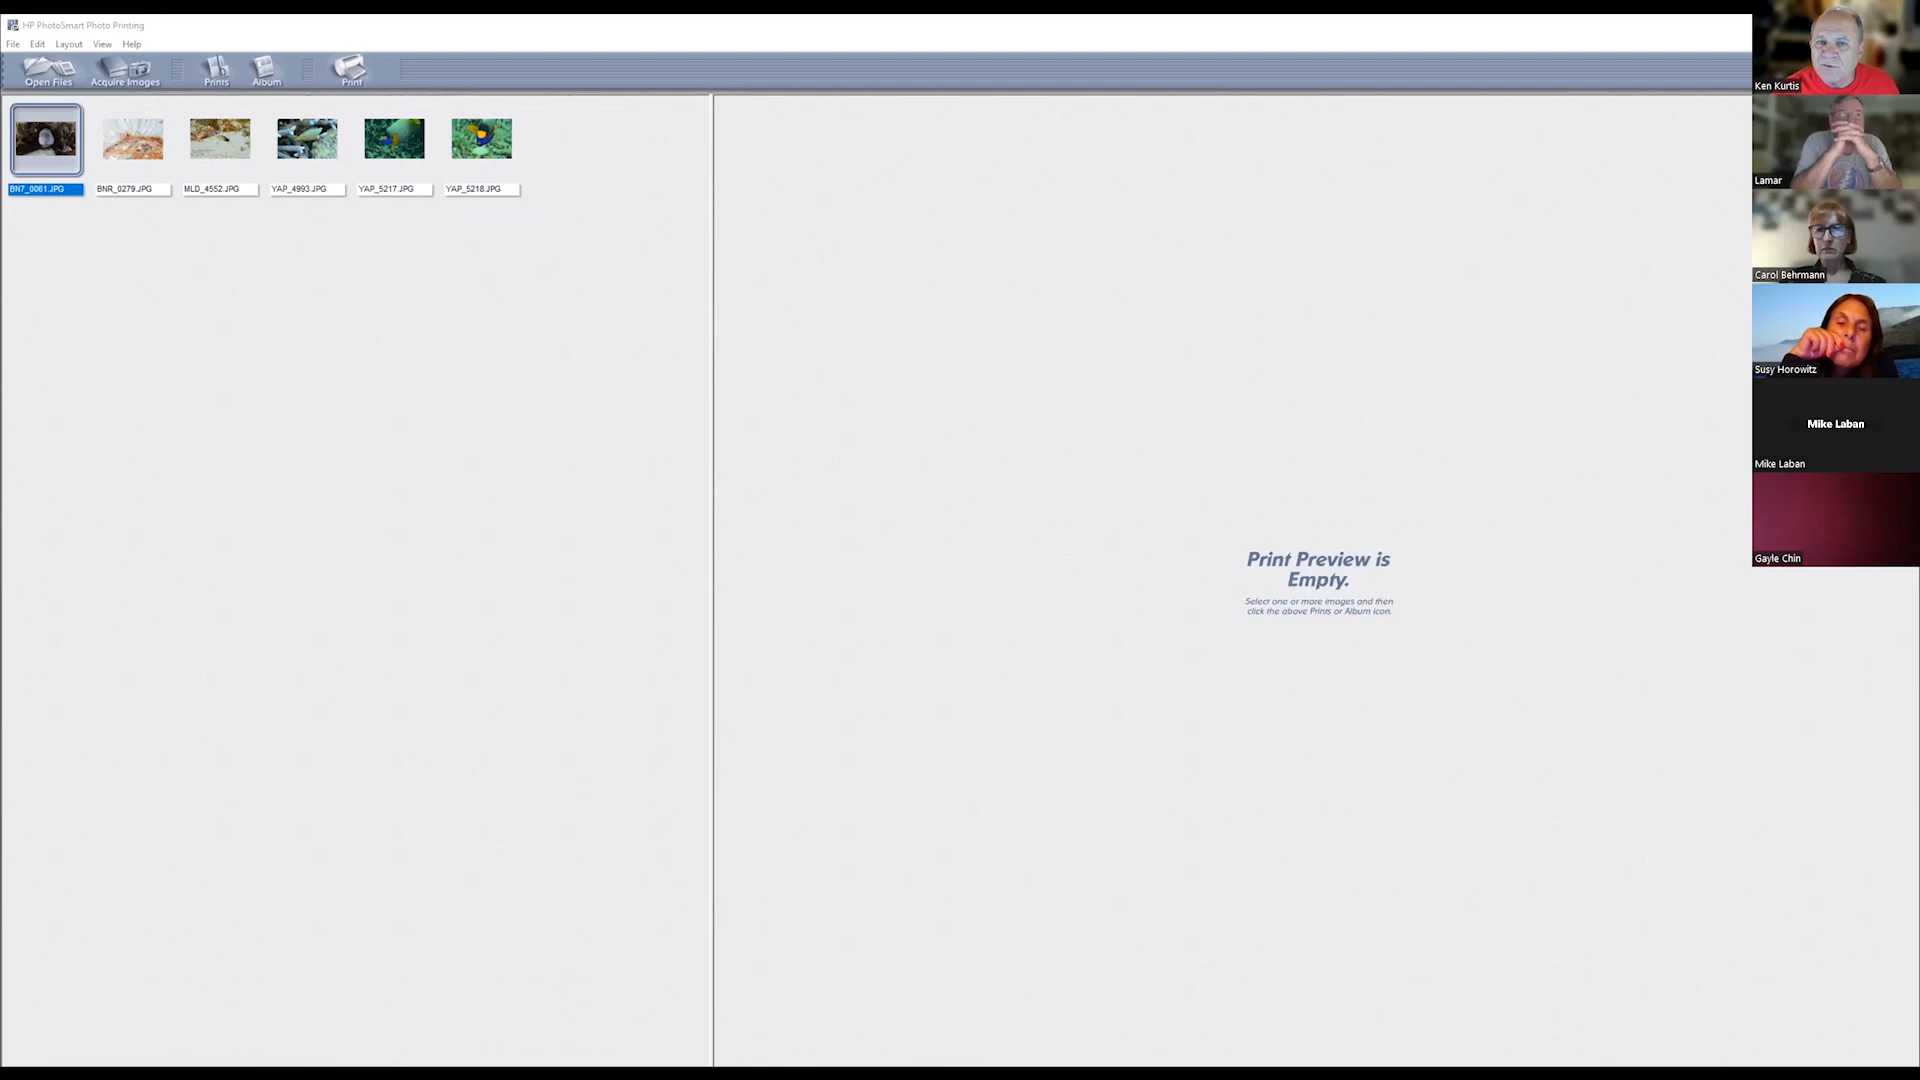 HP PhotoSmart Photo Printing
File Edit Layout View Help
Open Files Acquire Images Prints Album Print
BN7_0061.JPG BNR_0279.JPG MLD_4552.JPG YAP_4993.JPG YAP_5217.JPG YAP_5218.JPG
Print Preview is
Empty.
Select one or more images and then
click the above Prints or Album icon.
Ken Kurtis
Lamar
Carol Behrmann
Susy Horowitz
Mike Laban
Mike Laban
Gayle Chin